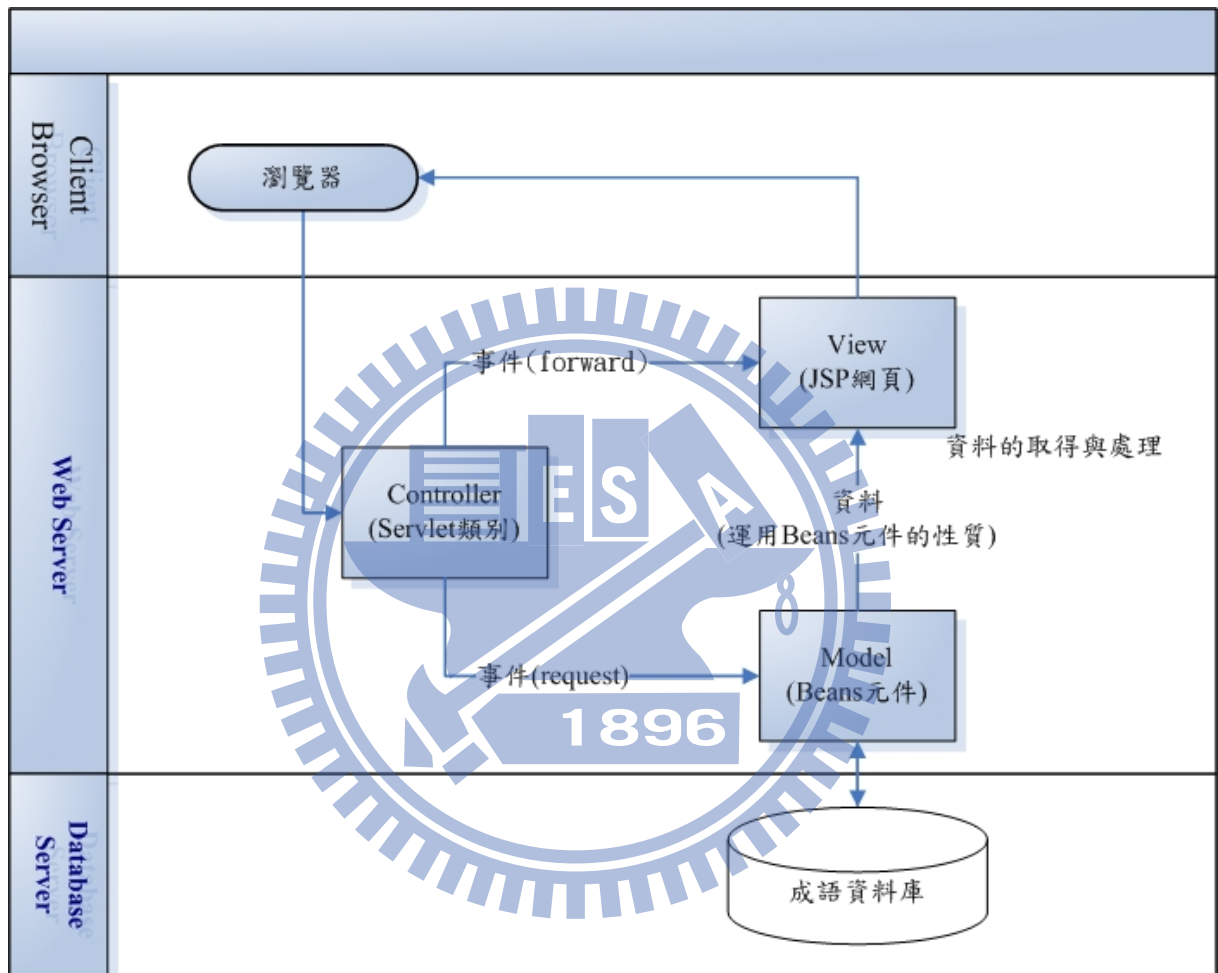 Client
Browser
瀏覽器
Web Server
事件(forward)
View
(JSP網頁)
資料的取得與處理
Controller
(Servlet類別)
資料
(運用Beans元件的性質)
ES
A
8
事件(request)
Model
(Beans元件)
1896
Database
Server
成語資料庫